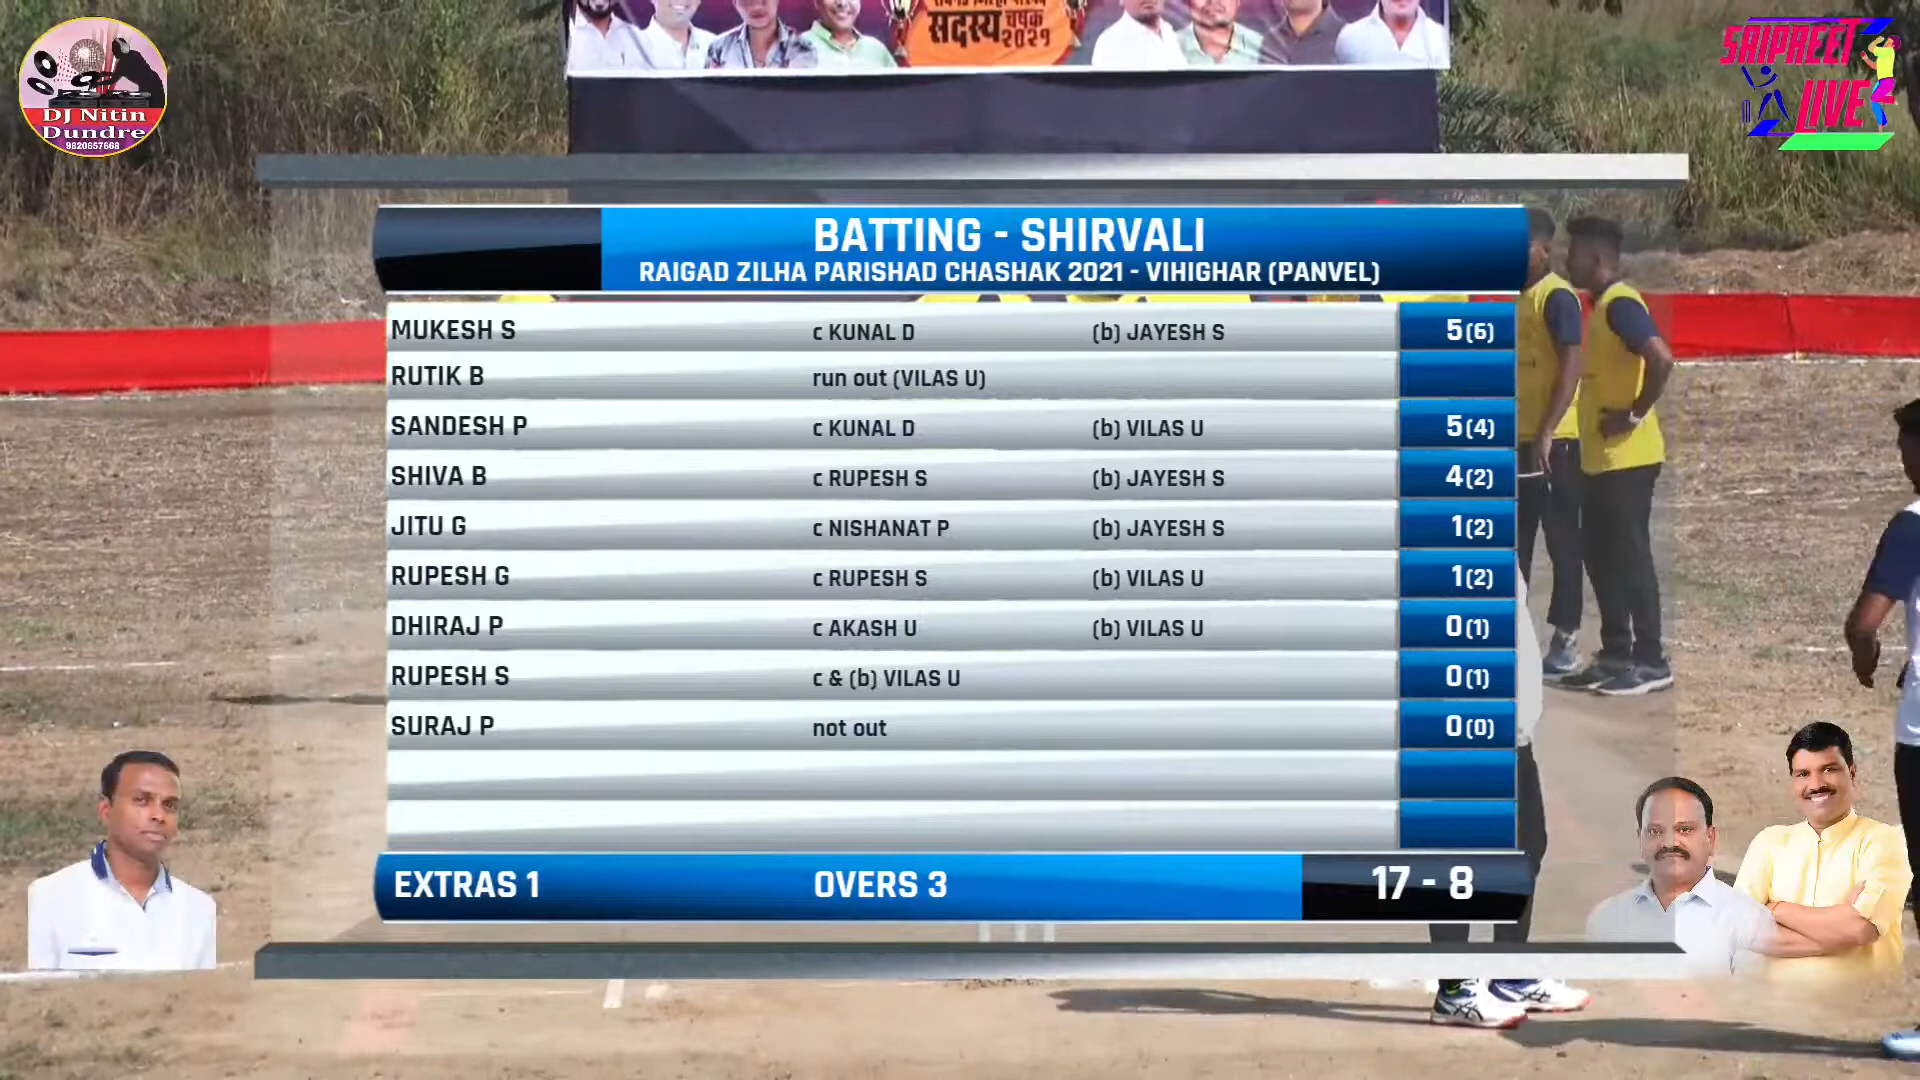 सदस्य चषक
२०२१
SAIPREET
LIVE
DJ Nitin
Dundre
9820657668
BATTING - SHIRVALI
RAIGAD ZILHA PARISHAD CHASHAK 2021 - VIHIGHAR (PANVEL)
MUKESH S c KUNAL D (b) JAYESH S 5(6)
RUTIK B run out (VILAS U)
SANDESH P c KUNAL D (b) VILAS U 5(4)
SHIVA B c RUPESH S (b) JAYESH S 4(2)
JITU G c NISHANAT P (b) JAYESH S 1(2)
RUPESH G c RUPESH S (b) VILAS U 1(2)
DHIRAJ P c AKASH U (b) VILAS U 0(1)
RUPESH S c & (b) VILAS U 0(1)
SURAJ P not out 0(0)
EXTRAS 1 OVERS 3 17 - 8